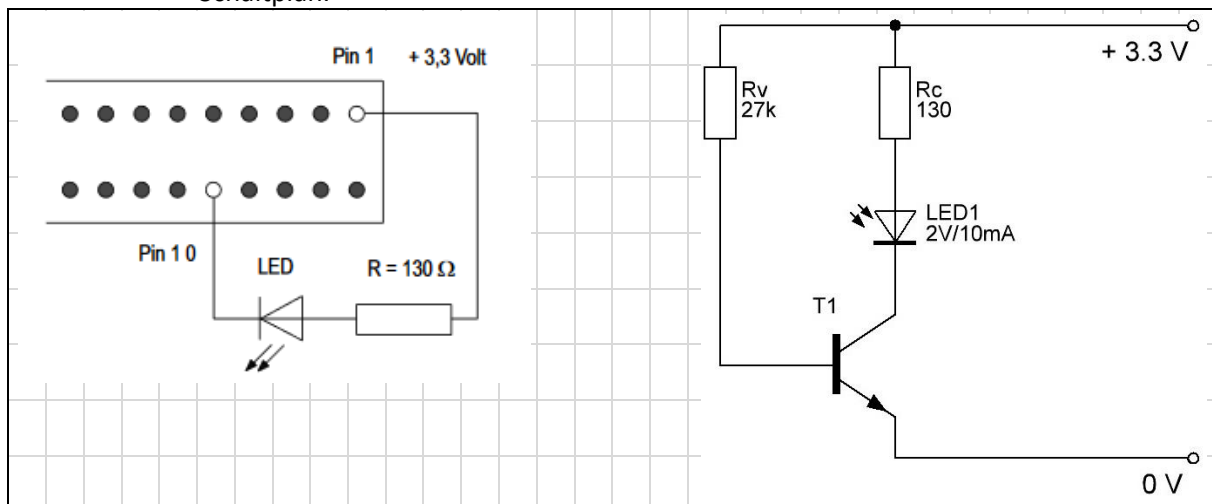 Schaltplan:
Pin 1 + 3,3 Volt
Pin 1 0
LED
R = 130 Ω
+ 3.3 V
Rv
27k
Rc
130
LED1
2V/10mA
T1
0 V